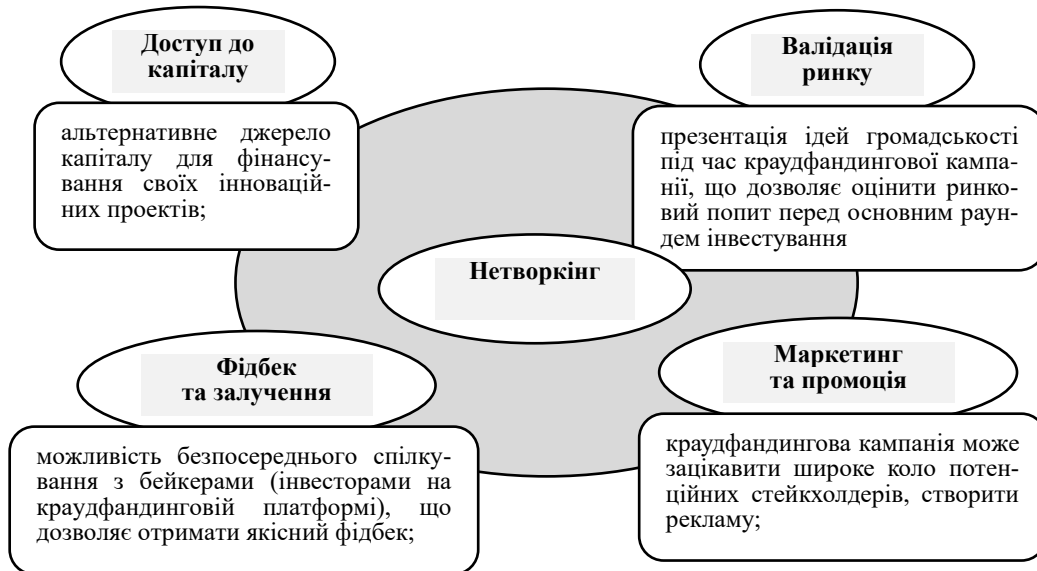 Доступ до
капіталу
альтернативне джерело
капіталу для фінансу-
вання своїх інновацій-
них проектів;
Валідація
ринку
презентація ідей громадськості
під час краудфандингової кампа-
нії, що дозволяє оцінити ринко-
вий попит перед основним раун-
дем інвестування
Нетворкінг
Фідбек
та залучення
можливість безпосереднього спілку-
вання з бейкерами (інвесторами на
краудфандинговій платформі), що
дозволяє отримати якісний фідбек;
Маркетинг
та промоція
краудфандингова кампанія може
зацікавити широке коло потен-
ційних стейкхолдерів, створити
рекламу;